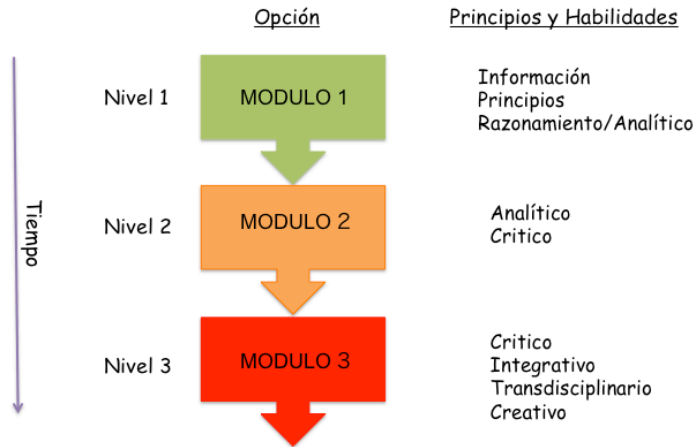 Opción
Principios y Habilidades
Nivel 1
MODULO 1
Información
Principios
Razonamiento/Analítico
Tiempo
Nivel 2
MODULO 2
Analítico
Critico
Nivel 3
MODULO 3
Critico
Integrativo
Transdisciplinario
Creativo